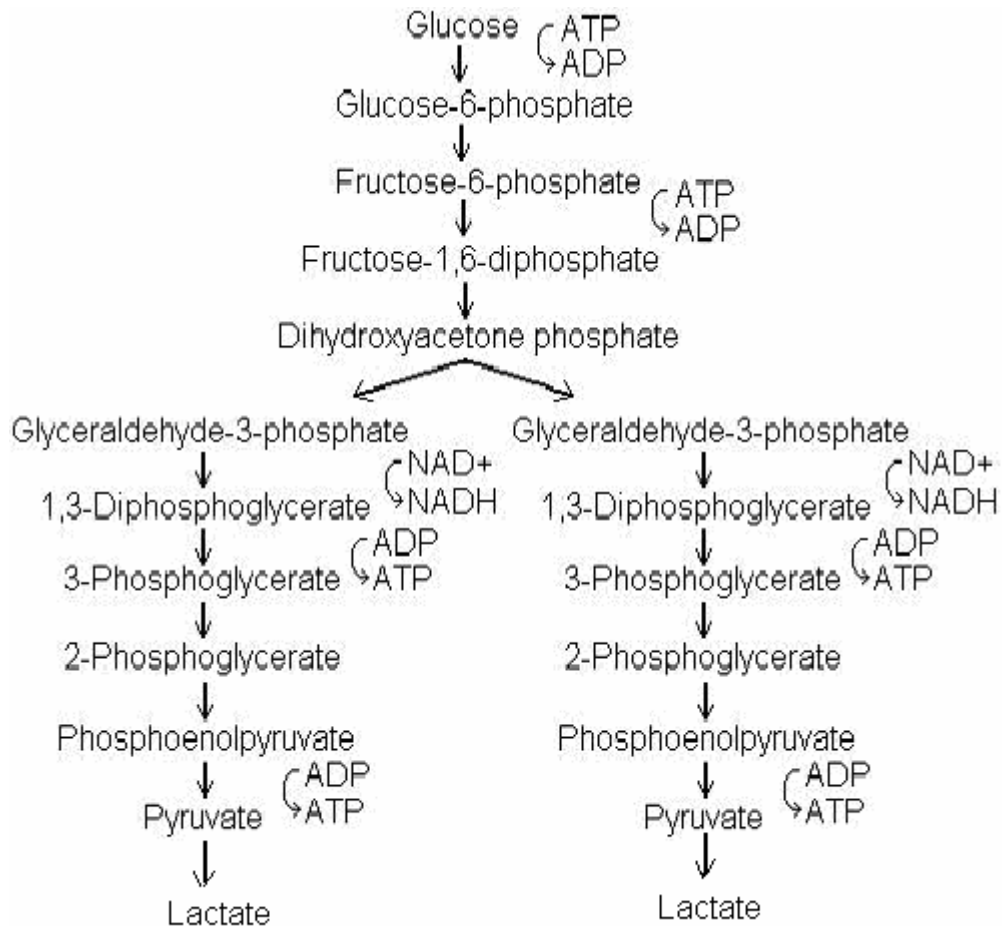 Glucose ATP
ADP
Glucose-6-phosphate
Fructose-6-phosphate ATP
ADP
Fructose-1,6-diphosphate
Dihydroxyacetone phosphate
Glyceraldehyde-3-phosphate Glyceraldehyde-3-phosphate
NAD+ NAD+
1,3-Diphosphoglycerate NADH 1,3-Diphosphoglycerate NADH
ADP ADP
3-Phosphoglycerate ATP 3-Phosphoglycerate ATP
2-Phosphoglycerate 2-Phosphoglycerate
Phosphoenolpyruvate Phosphoenolpyruvate
ADP ADP
Pyruvate ATP Pyruvate ATP
Lactate Lactate